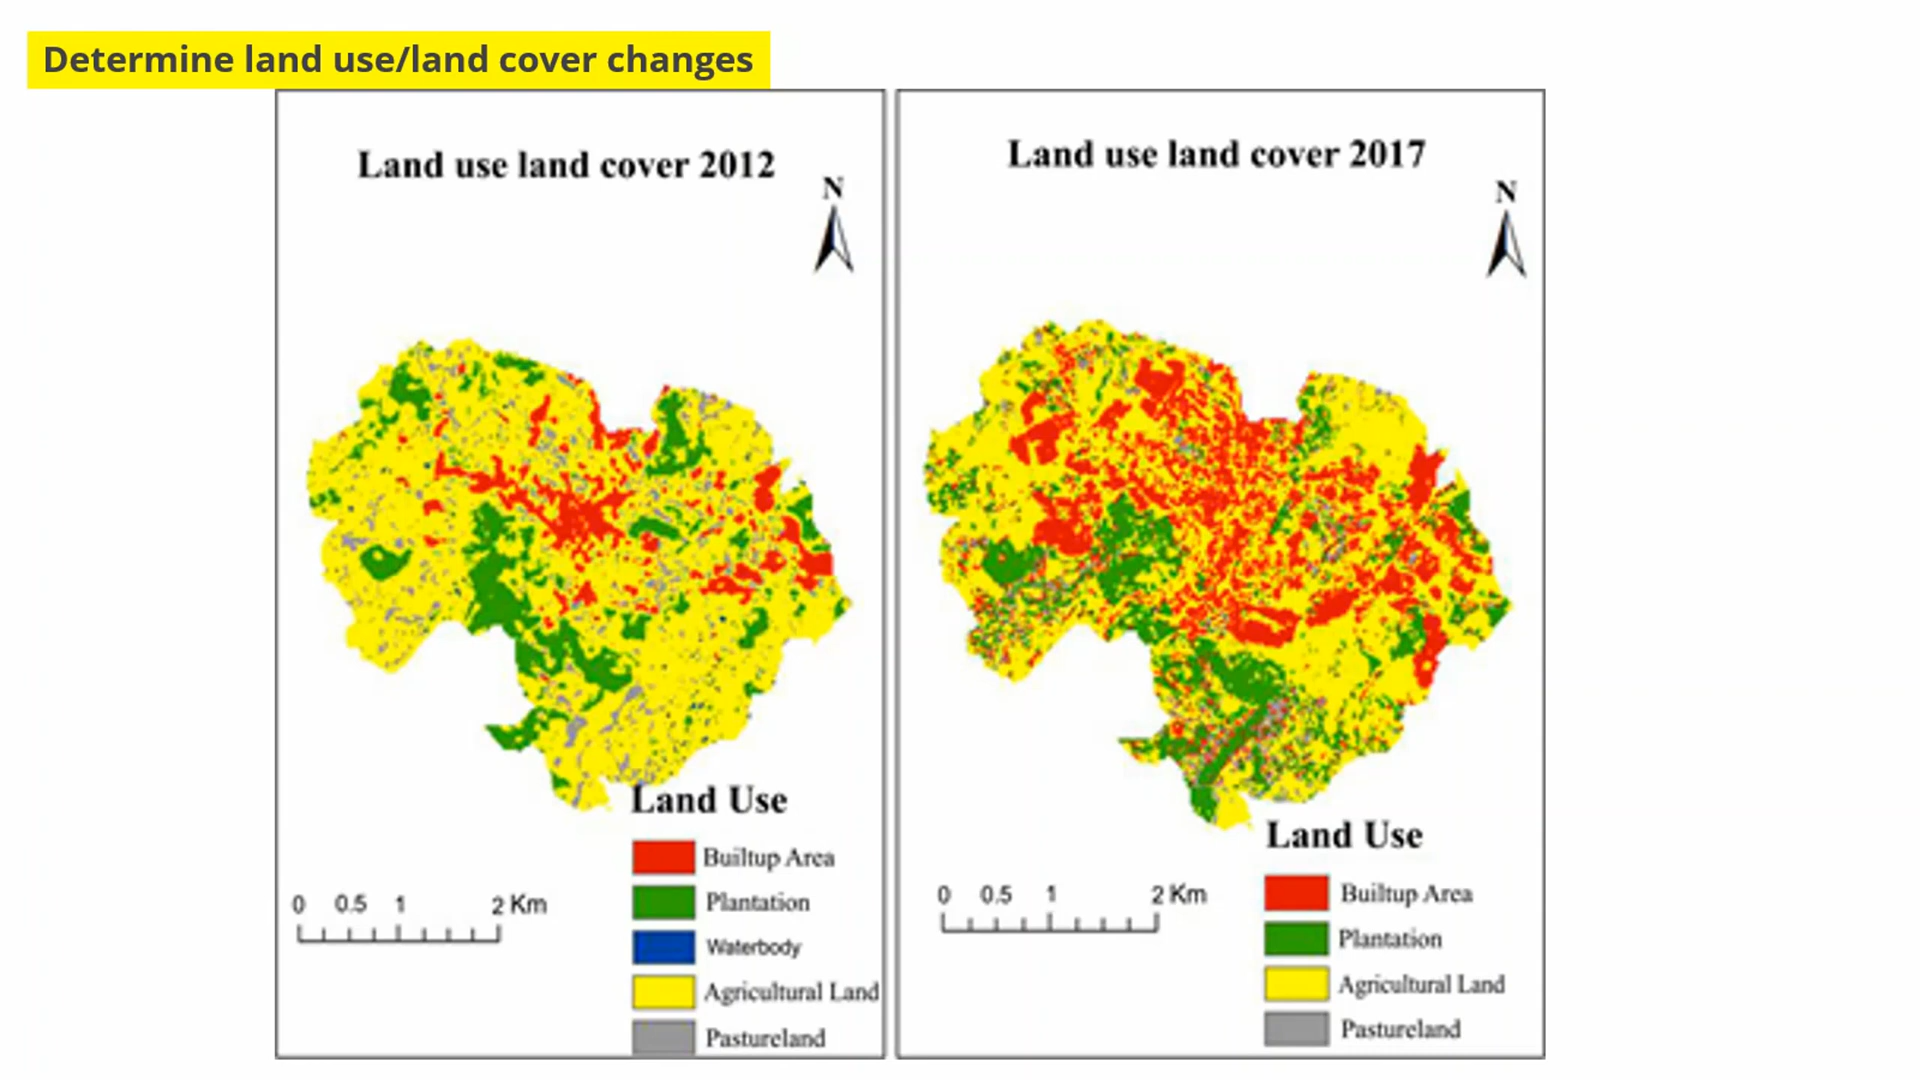 Determine land use/land cover changes
Land use land cover 2012
N
Land Use
Builtup Area
Plantation
Waterbody
Agricultural Land
Pastureland
0 0.5 1 2 Km
Land use land cover 2017
N
Land Use
Builtup Area
Plantation
Agricultural Land
Pastureland
0 0.5 1 2 Km